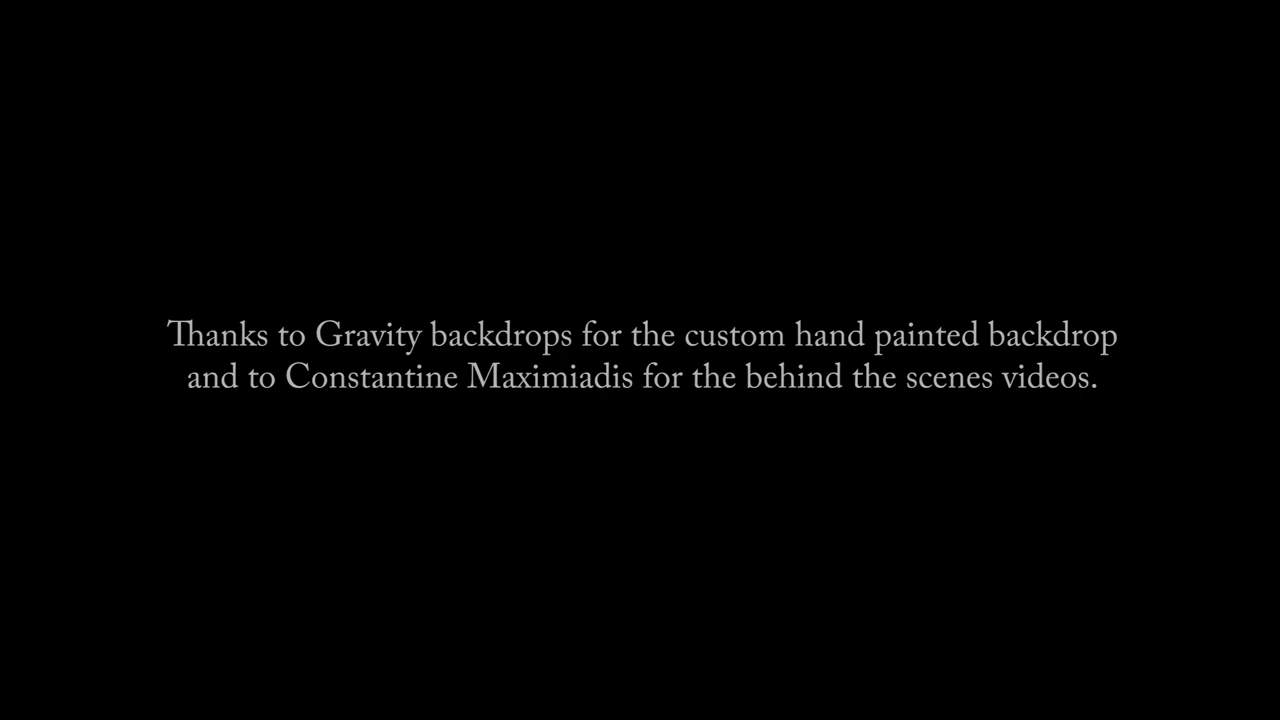 Thanks to Gravity backdrops for the custom hand painted backdrop
and to Constantine Maximiadis for the behind the scenes videos.